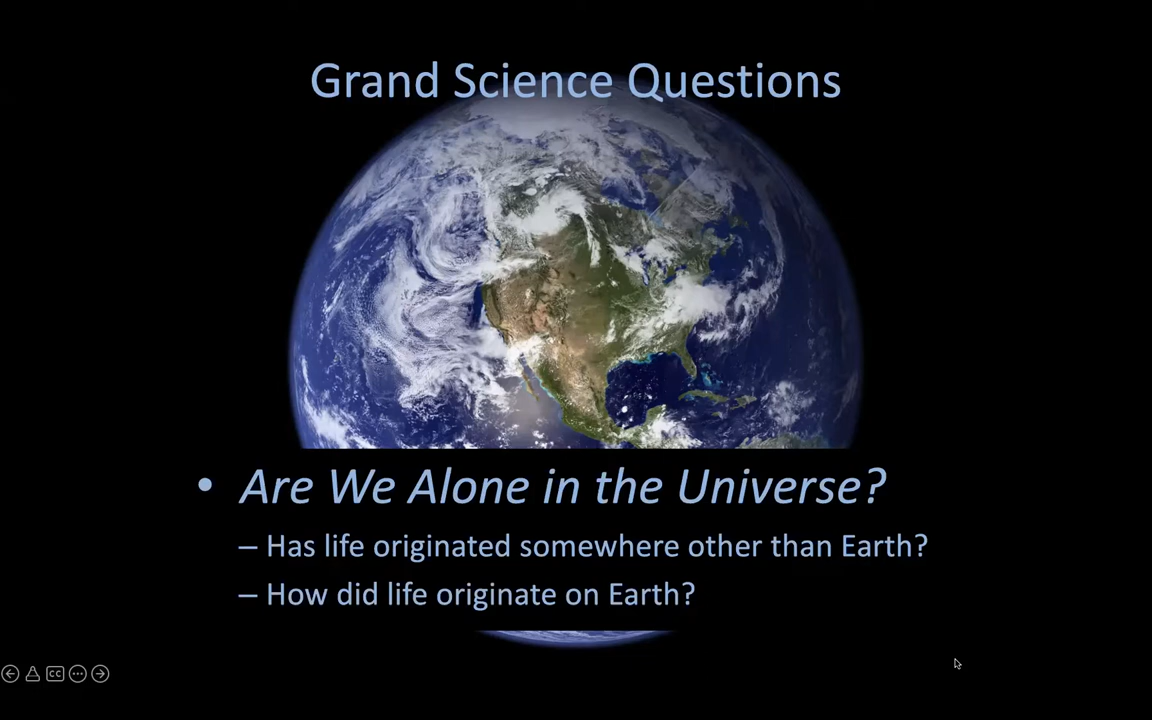 Grand Science Questions
• Are We Alone in the Universe?
– Has life originated somewhere other than Earth?
– How did life originate on Earth?
CC